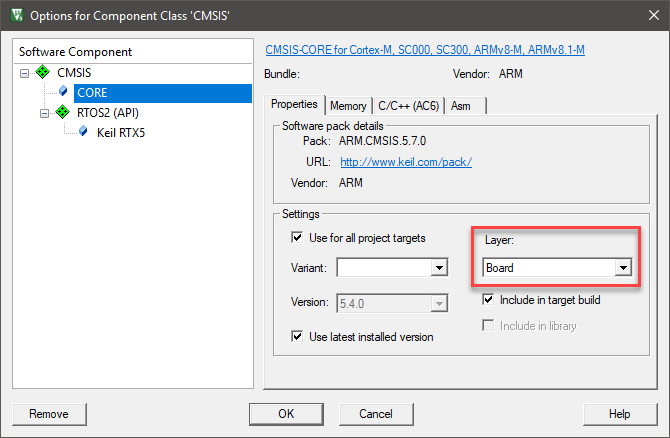 Options for Component Class 'CMSIS'
Software Component
CMSIS
CORE
RTOS2 (API)
Keil RTX5
CMSIS-CORE for Cortex-M, SC000, SC300, ARMv8-M, ARMv8.1-M
Bundle: Vendor: ARM
Properties Memory C/C++ (AC6) Asm
Software pack details
Pack: ARM.CMSIS.5.7.0
URL: http://www.keil.com/pack/
Vendor: ARM
Settings
Use for all project targets
Layer:
Variant:
Board
Version: 5.4.0
Include in target build
Use latest installed version
Include in library
Remove OK Cancel Help